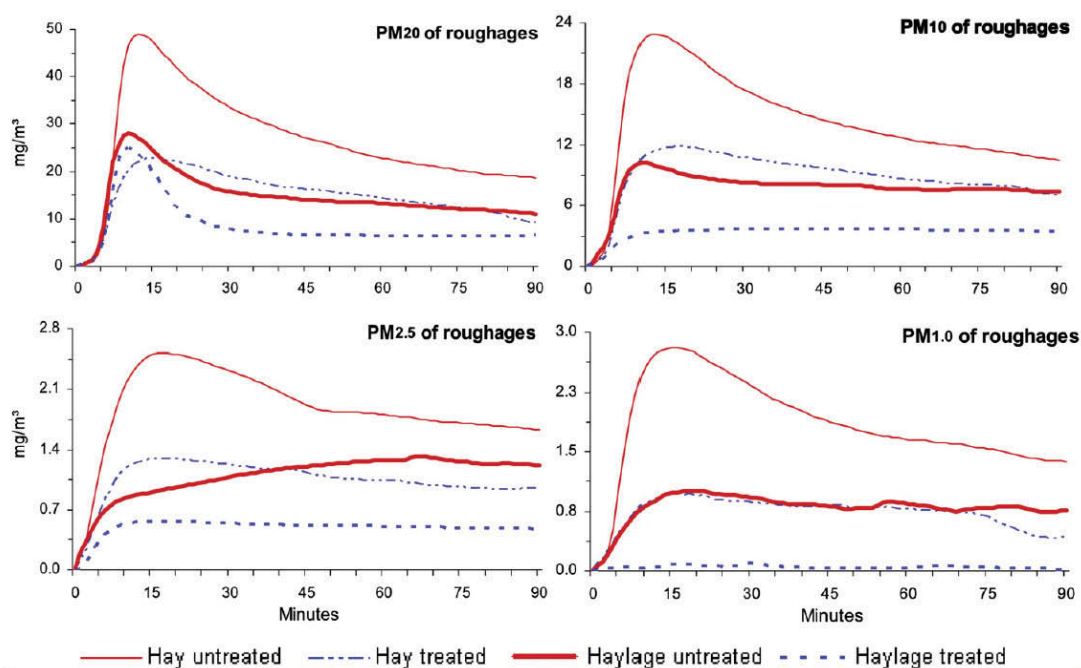 PM20 of roughages
50
40
30
20
10
0
mg/m³
0 15 30 45 60 75 90
PM10 of roughages
24
18
12
6
0
0 15 30 45 60 75 90
PM2.5 of roughages
2.8
2.1
1.4
0.7
0.0
mg/m³
0 15 30 45 60 75 90
Minutes
PM1.0 of roughages
3.0
2.3
1.5
0.8
0.0
0 15 30 45 60 75 90
Minutes
Hay untreated Hay treated Haylage untreated Haylage treated